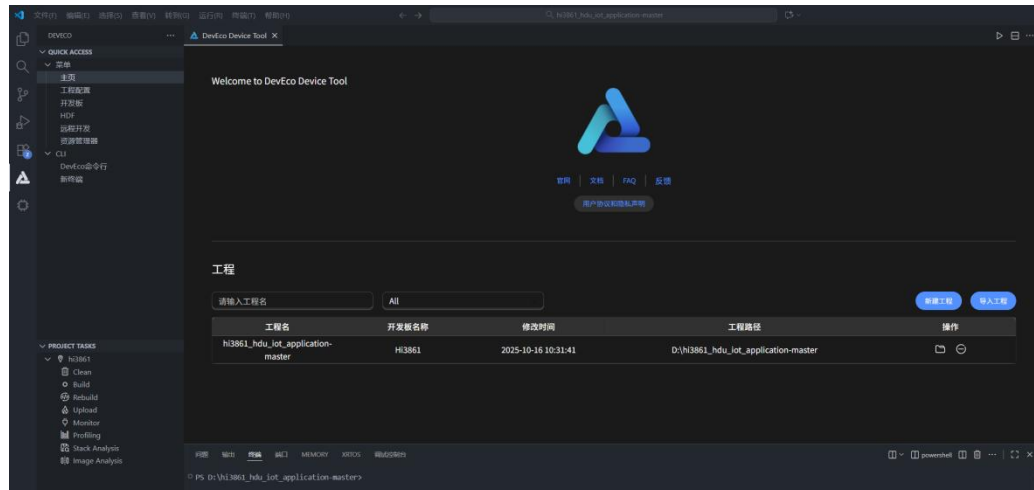 文件(F) 编辑(E) 选择(S) 查看(V) 转到(G) 运行(R) 终端(T) 帮助(H)
hi3861_hdu_iot_application-master
DEVECO
DevEco Device Tool
QUICK ACCESS
菜单
主页
工程配置
开发板
HDF
远程开发
资源管理器
CLI
DevEco命令行
新终端
Welcome to DevEco Device Tool
官网 | 文档 | FAQ | 反馈
用户协议和隐私声明
工程
请输入工程名 All 新建工程 导入工程
工程名 开发板名称 修改时间 工程路径 操作
hi3861_hdu_iot_application-
master
Hi3861 2025-10-16 10:31:41 D:\hi3861_hdu_iot_application-master
PROJECT TASKS
hi3861
Clean
Build
Rebuild
Upload
Monitor
Profiling
Stack Analysis
Image Analysis
问题 输出 终端 端口 MEMORY XRTOS 调试控制台
powershell
PS D:\hi3861_hdu_iot_application-master>